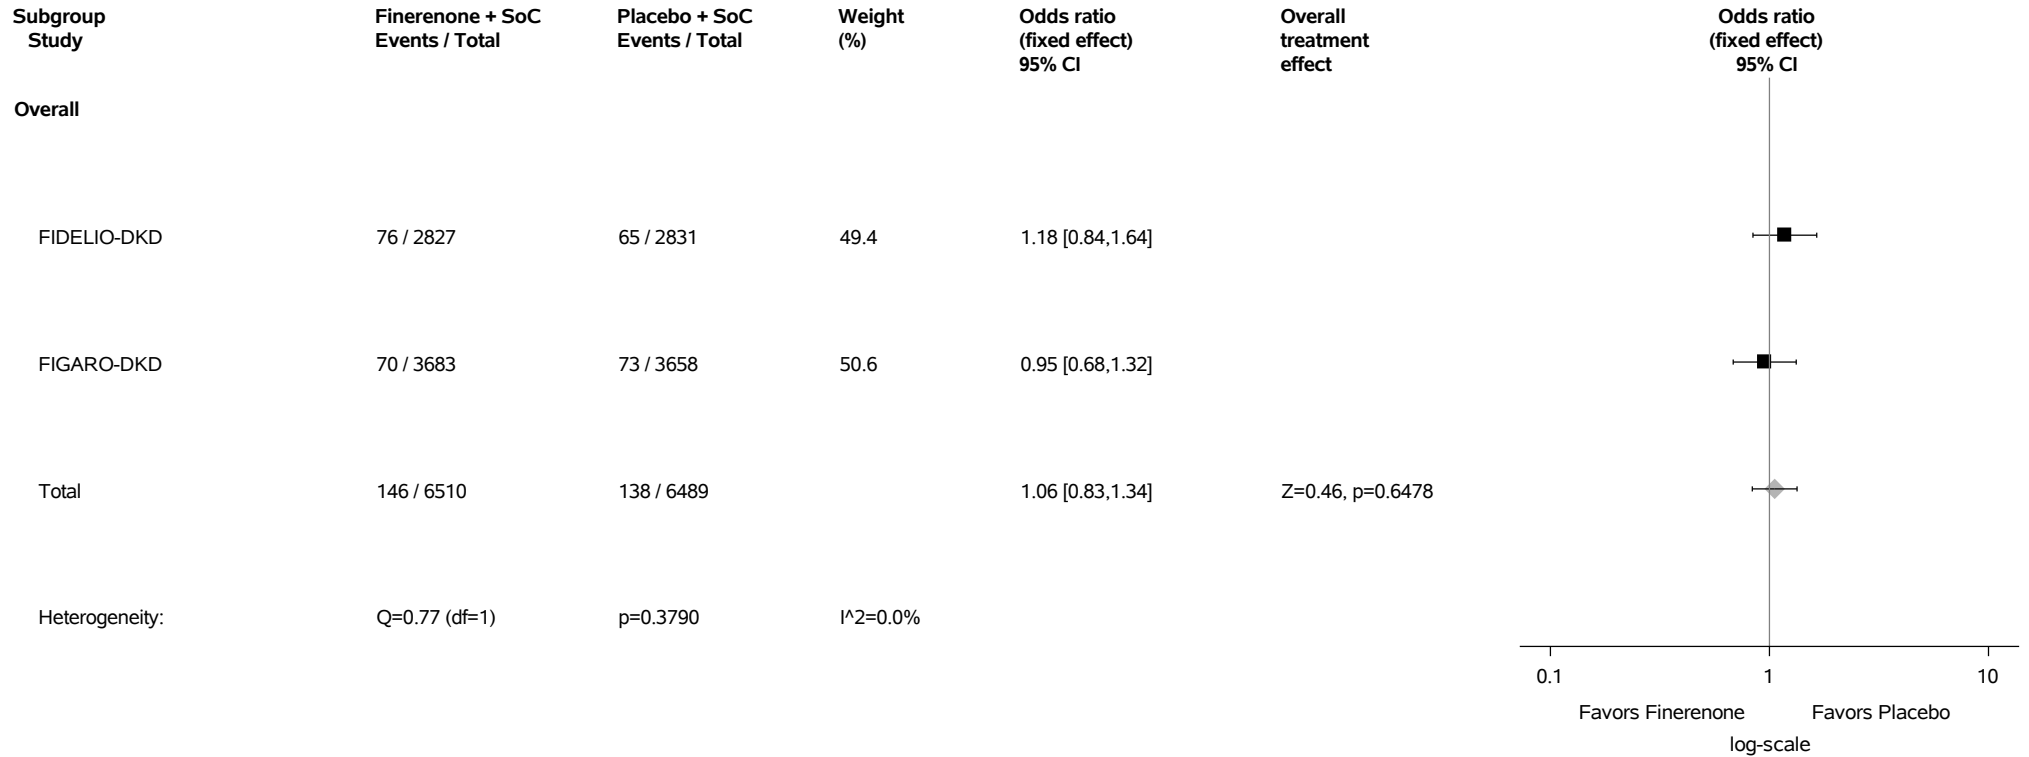 Subgroup Finerenone + SoC Placebo + SoC Weight Odds ratio Overall Odds ratio
Study Events / Total Events / Total (%) (fixed effect) treatment (fixed effect)
95% CI effect 95% CI
Overall
FIDELIO-DKD 76 / 2827 65 / 2831 49.4 1.18 [0.84,1.64]
FIGARO-DKD 70 / 3683 73 / 3658 50.6 0.95 [0.68,1.32]
Total 146 / 6510 138 / 6489 1.06 [0.83,1.34] Z=0.46, p=0.6478
Heterogeneity: Q=0.77 (df=1) p=0.3790 I^2=0.0%
0.1 1 10
Favors Finerenone Favors Placebo
log-scale